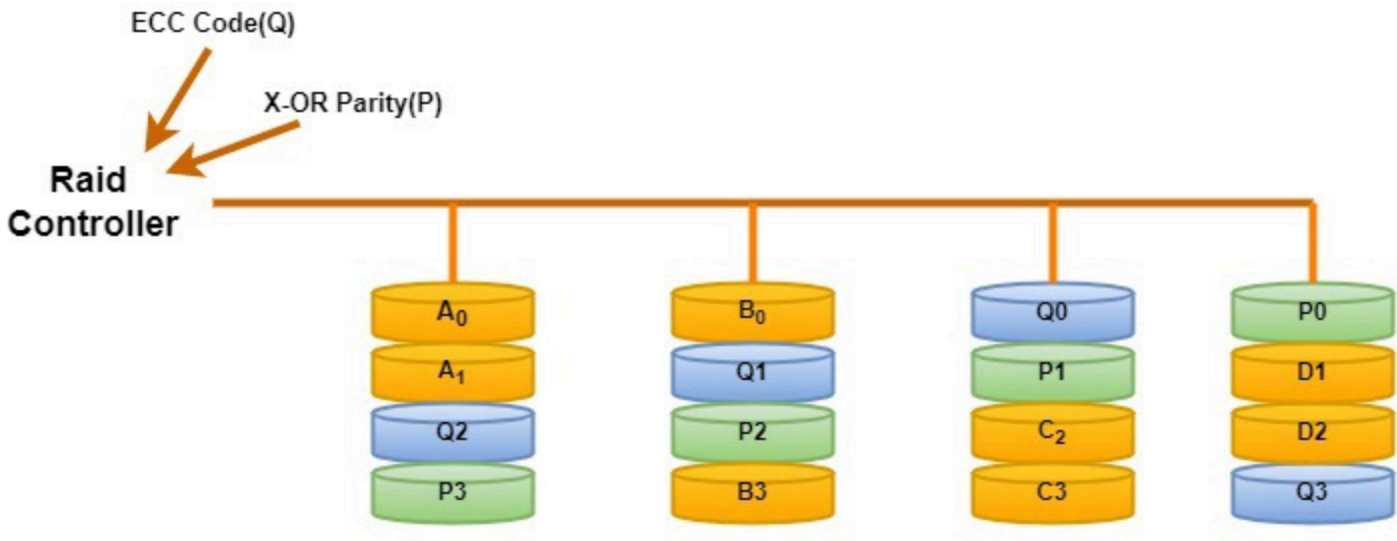 ECC Code(Q)
X-OR Parity(P)
Raid
Controller
A₀ B₀ Q0 P0
A₁ Q1 P1 D1
Q2 P2 C₂ D2
P3 B3 C3 Q3